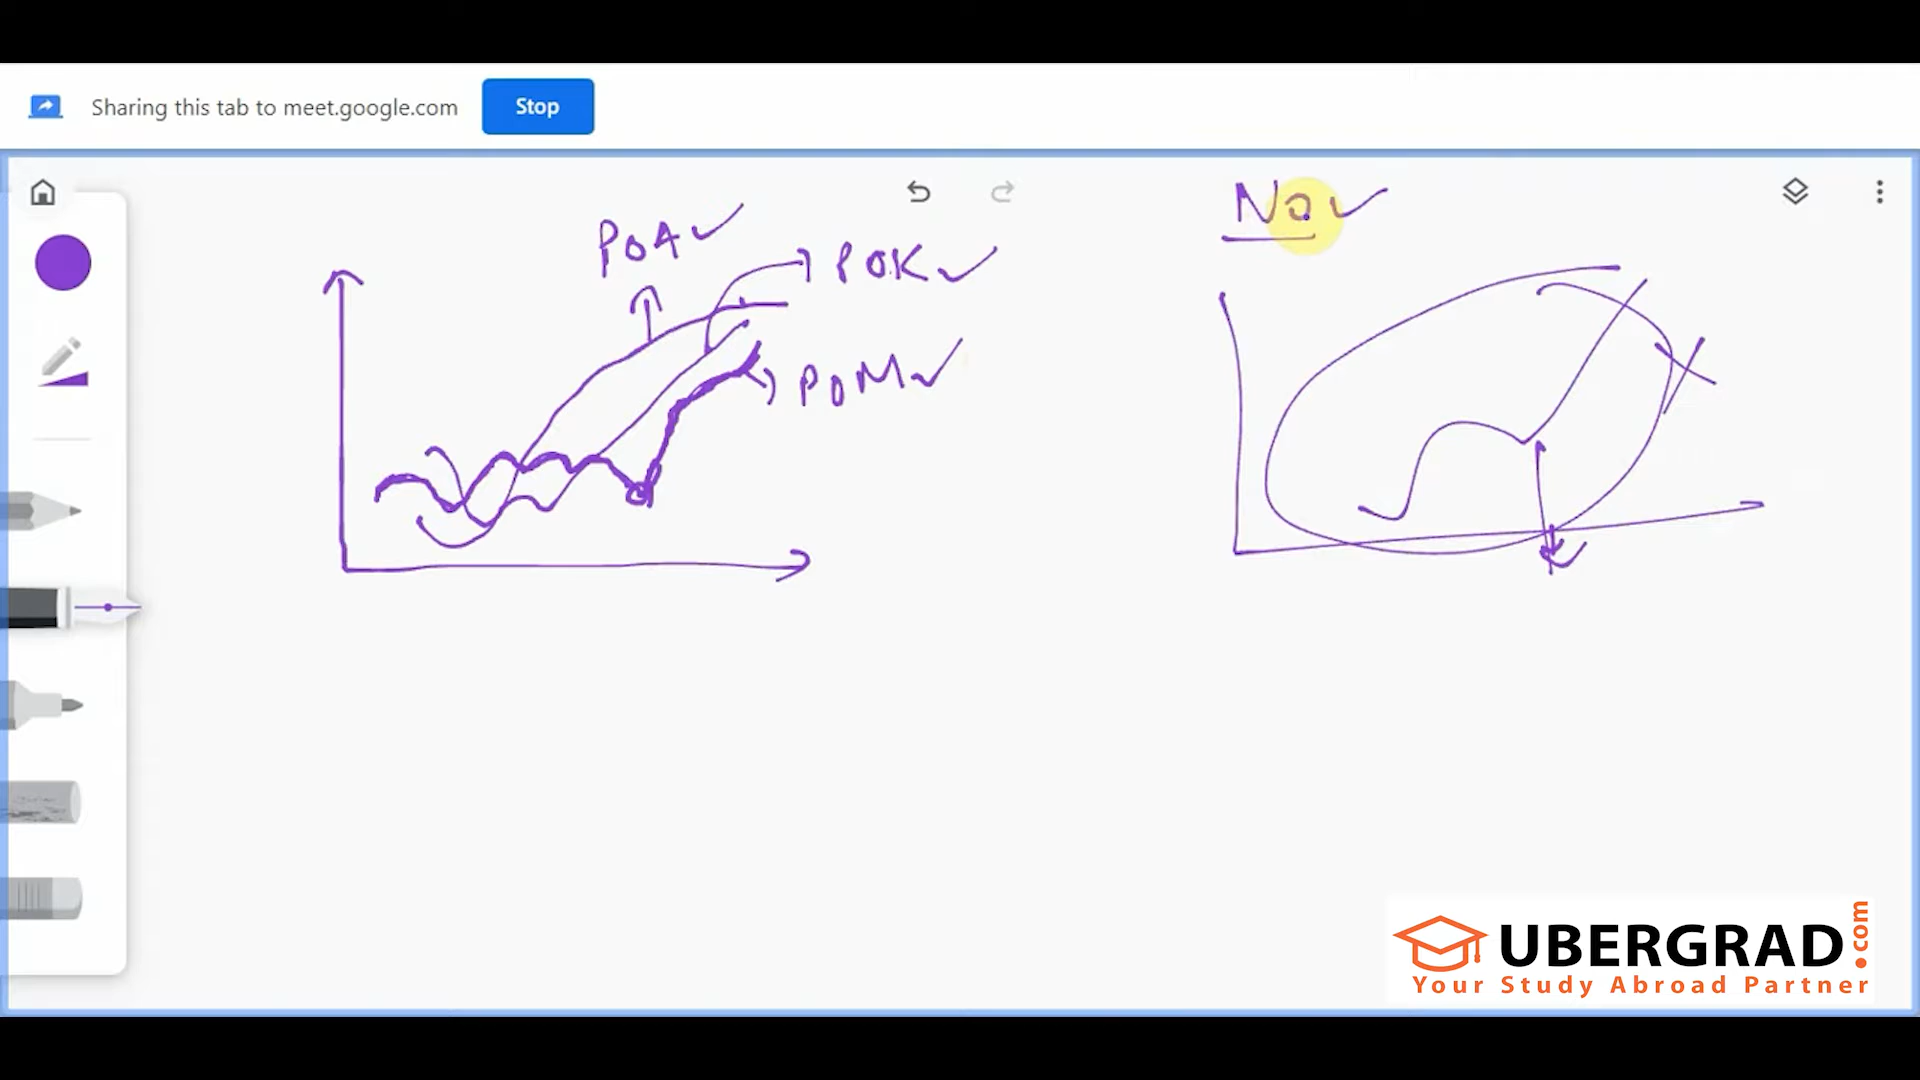 Sharing this tab to meet.google.com
Stop
POA
POK
POM
No
UBERGRAD.com
Your Study Abroad Partner